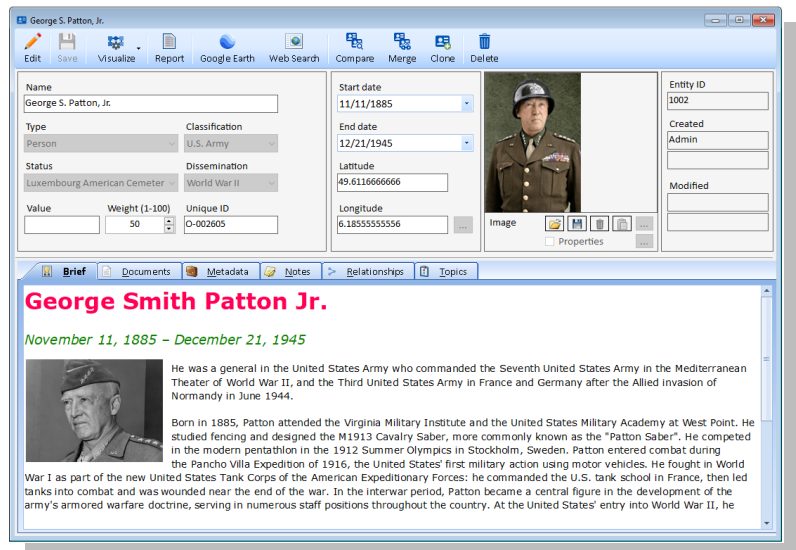 George S. Patton, Jr.
Edit Save Visualize Report Google Earth Web Search Compare Merge Clone Delete
Name
George S. Patton, Jr.
Type Classification
Person U.S. Army
Status Dissemination
Luxembourg American Cemeter World War II
Value Weight (1-100) Unique ID
50 O-002605
Start date
11/11/1885
End date
12/21/1945
Latitude
49.6116666666
Longitude
6.18555555556 ...
Image ...
Properties ...
Entity ID
1002
Created
Admin
Modified
Brief Documents Metadata Notes Relationships Topics
George Smith Patton Jr.
November 11, 1885 – December 21, 1945
He was a general in the United States Army who commanded the Seventh United States Army in the Mediterranean
Theater of World War II, and the Third United States Army in France and Germany after the Allied invasion of
Normandy in June 1944.
Born in 1885, Patton attended the Virginia Military Institute and the United States Military Academy at West Point. He
studied fencing and designed the M1913 Cavalry Saber, more commonly known as the "Patton Saber". He competed
in the modern pentathlon in the 1912 Summer Olympics in Stockholm, Sweden. Patton entered combat during
the Pancho Villa Expedition of 1916, the United States' first military action using motor vehicles. He fought in World
War I as part of the new United States Tank Corps of the American Expeditionary Forces: he commanded the U.S. tank school in France, then led
tanks into combat and was wounded near the end of the war. In the interwar period, Patton became a central figure in the development of the
army's armored warfare doctrine, serving in numerous staff positions throughout the country. At the United States' entry into World War II, he